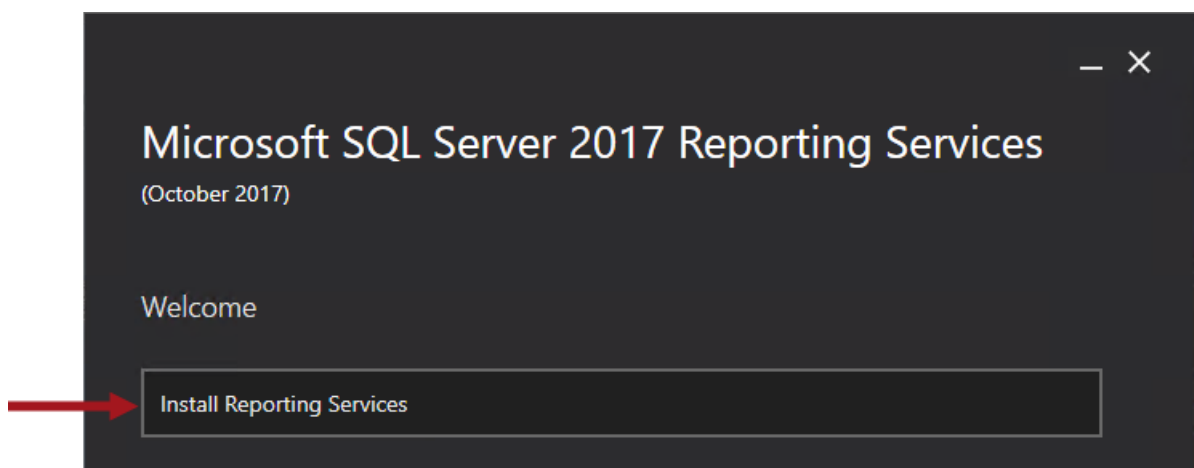 Microsoft SQL Server 2017 Reporting Services
(October 2017)
Welcome
Install Reporting Services